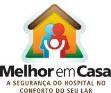 Melhor em Casa
A SEGURANÇA DO HOSPITAL NO
CONFORTO DO SEU LAR